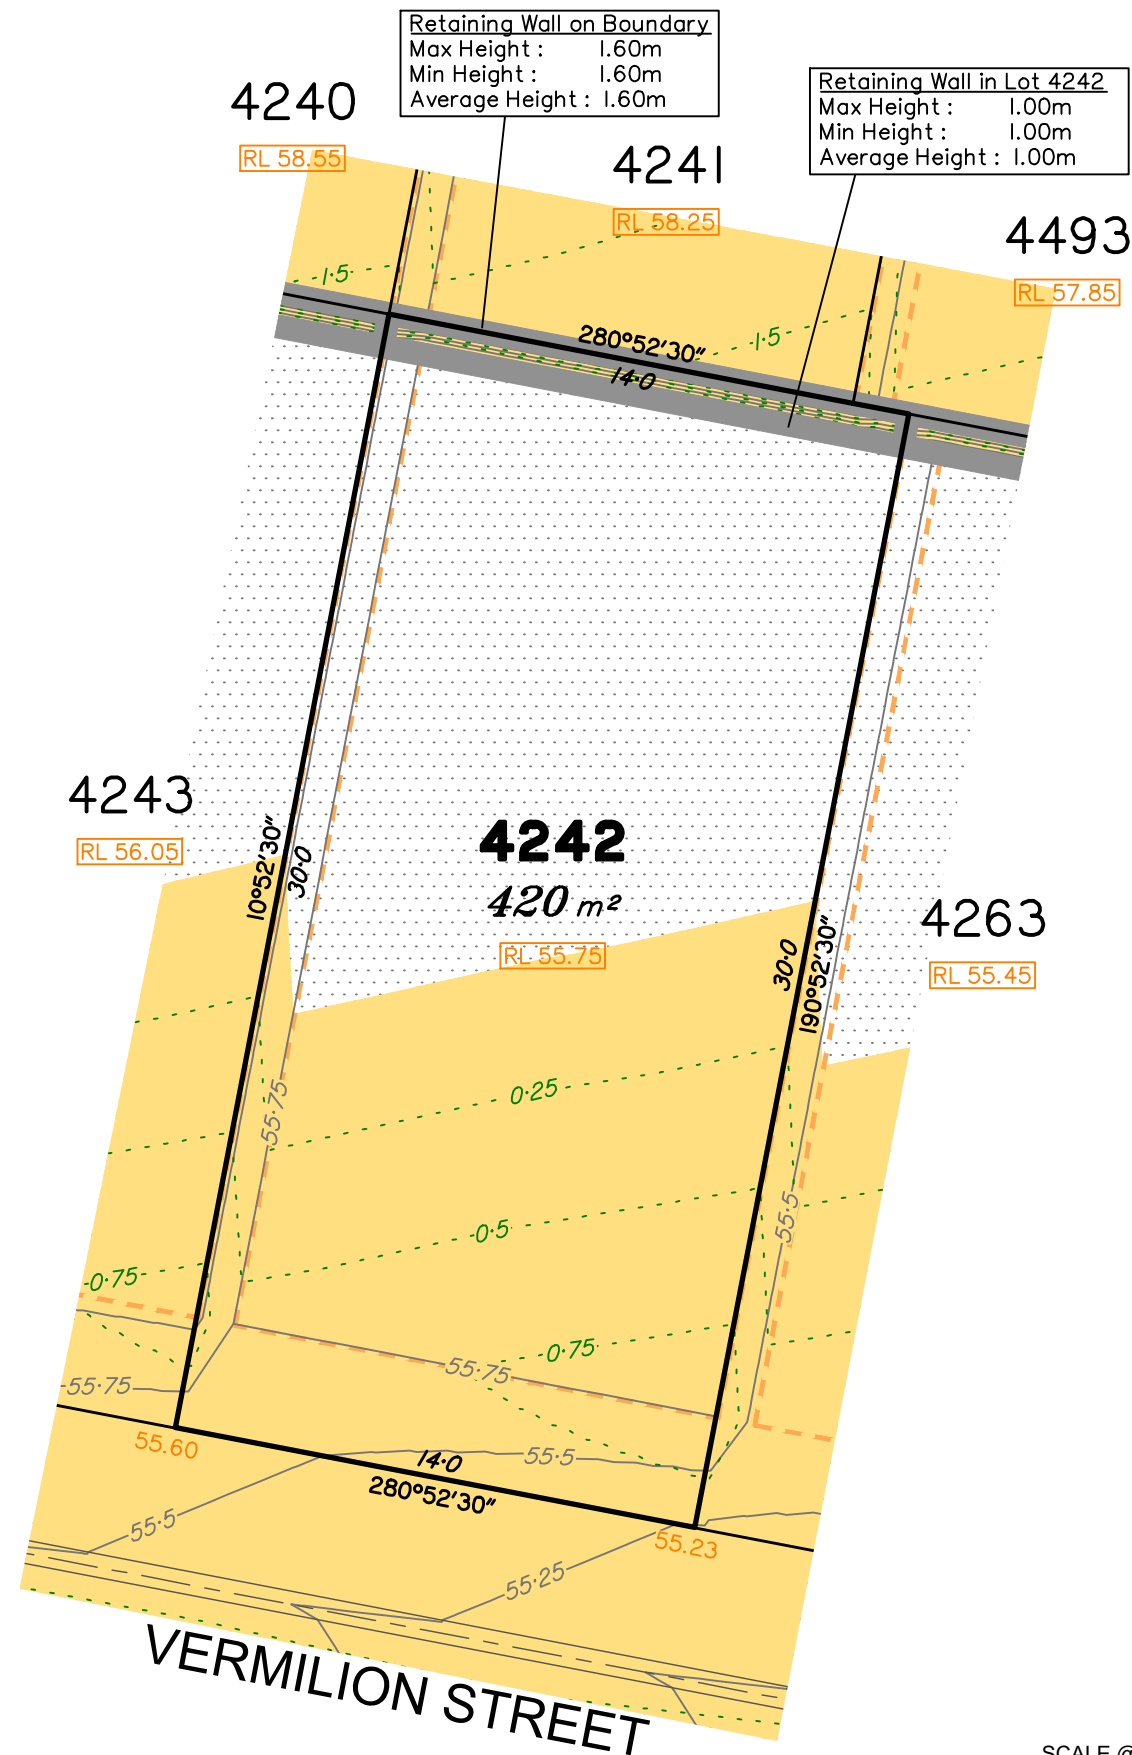 Retaining Wall on Boundary
Max Height : 1.60m
Min Height : 1.60m
Average Height : 1.60m
Retaining Wall in Lot 4242
Max Height : 1.00m
Min Height : 1.00m
Average Height : 1.00m
4240
RL 58.55
4241
RL 58.25
4493
RL 57.85
1·5
1·5
280°52'30"
14·0
4243
RL 56.05
10°52'30"
30·0
4242
420 m²
RL 55.75
4263
RL 55.45
30·0
190°52'30"
0·25
55·75
-0·5
55·5
-0·75
-0·75
55·75
55·75
55.60
14·0
280°52'30"
55·5
55·5
55.23
55·25
VERMILION STREET
SCALE @